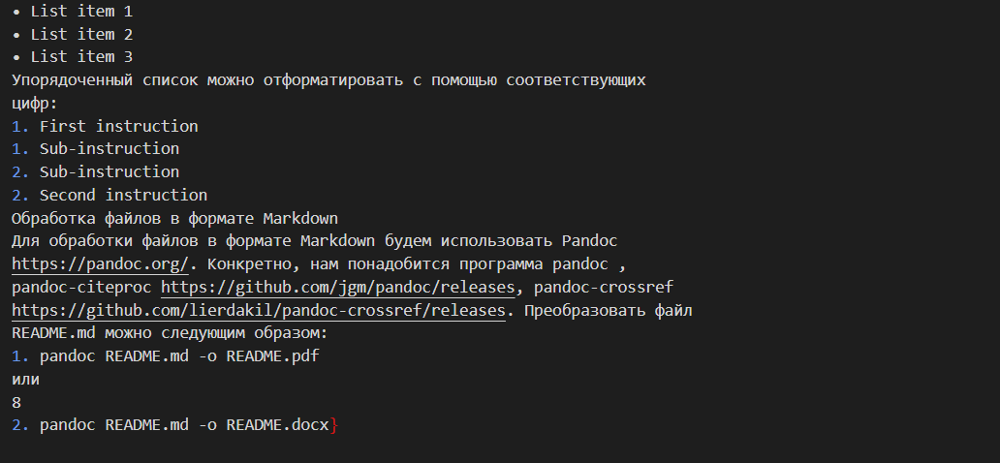 • List item 1
• List item 2
• List item 3
Упорядоченный список можно отформатировать с помощью соответствующих
цифр:
1. First instruction
1. Sub-instruction
2. Sub-instruction
2. Second instruction
Обработка файлов в формате Markdown
Для обработки файлов в формате Markdown будем использовать Pandoc
https://pandoc.org/. Конкретно, нам понадобится программа pandoc ,
pandoc-citeproc https://github.com/jgm/pandoc/releases, pandoc-crossref
https://github.com/lierdakil/pandoc-crossref/releases. Преобразовать файл
README.md можно следующим образом:
1. pandoc README.md -o README.pdf
или
8
2. pandoc README.md -o README.docx}